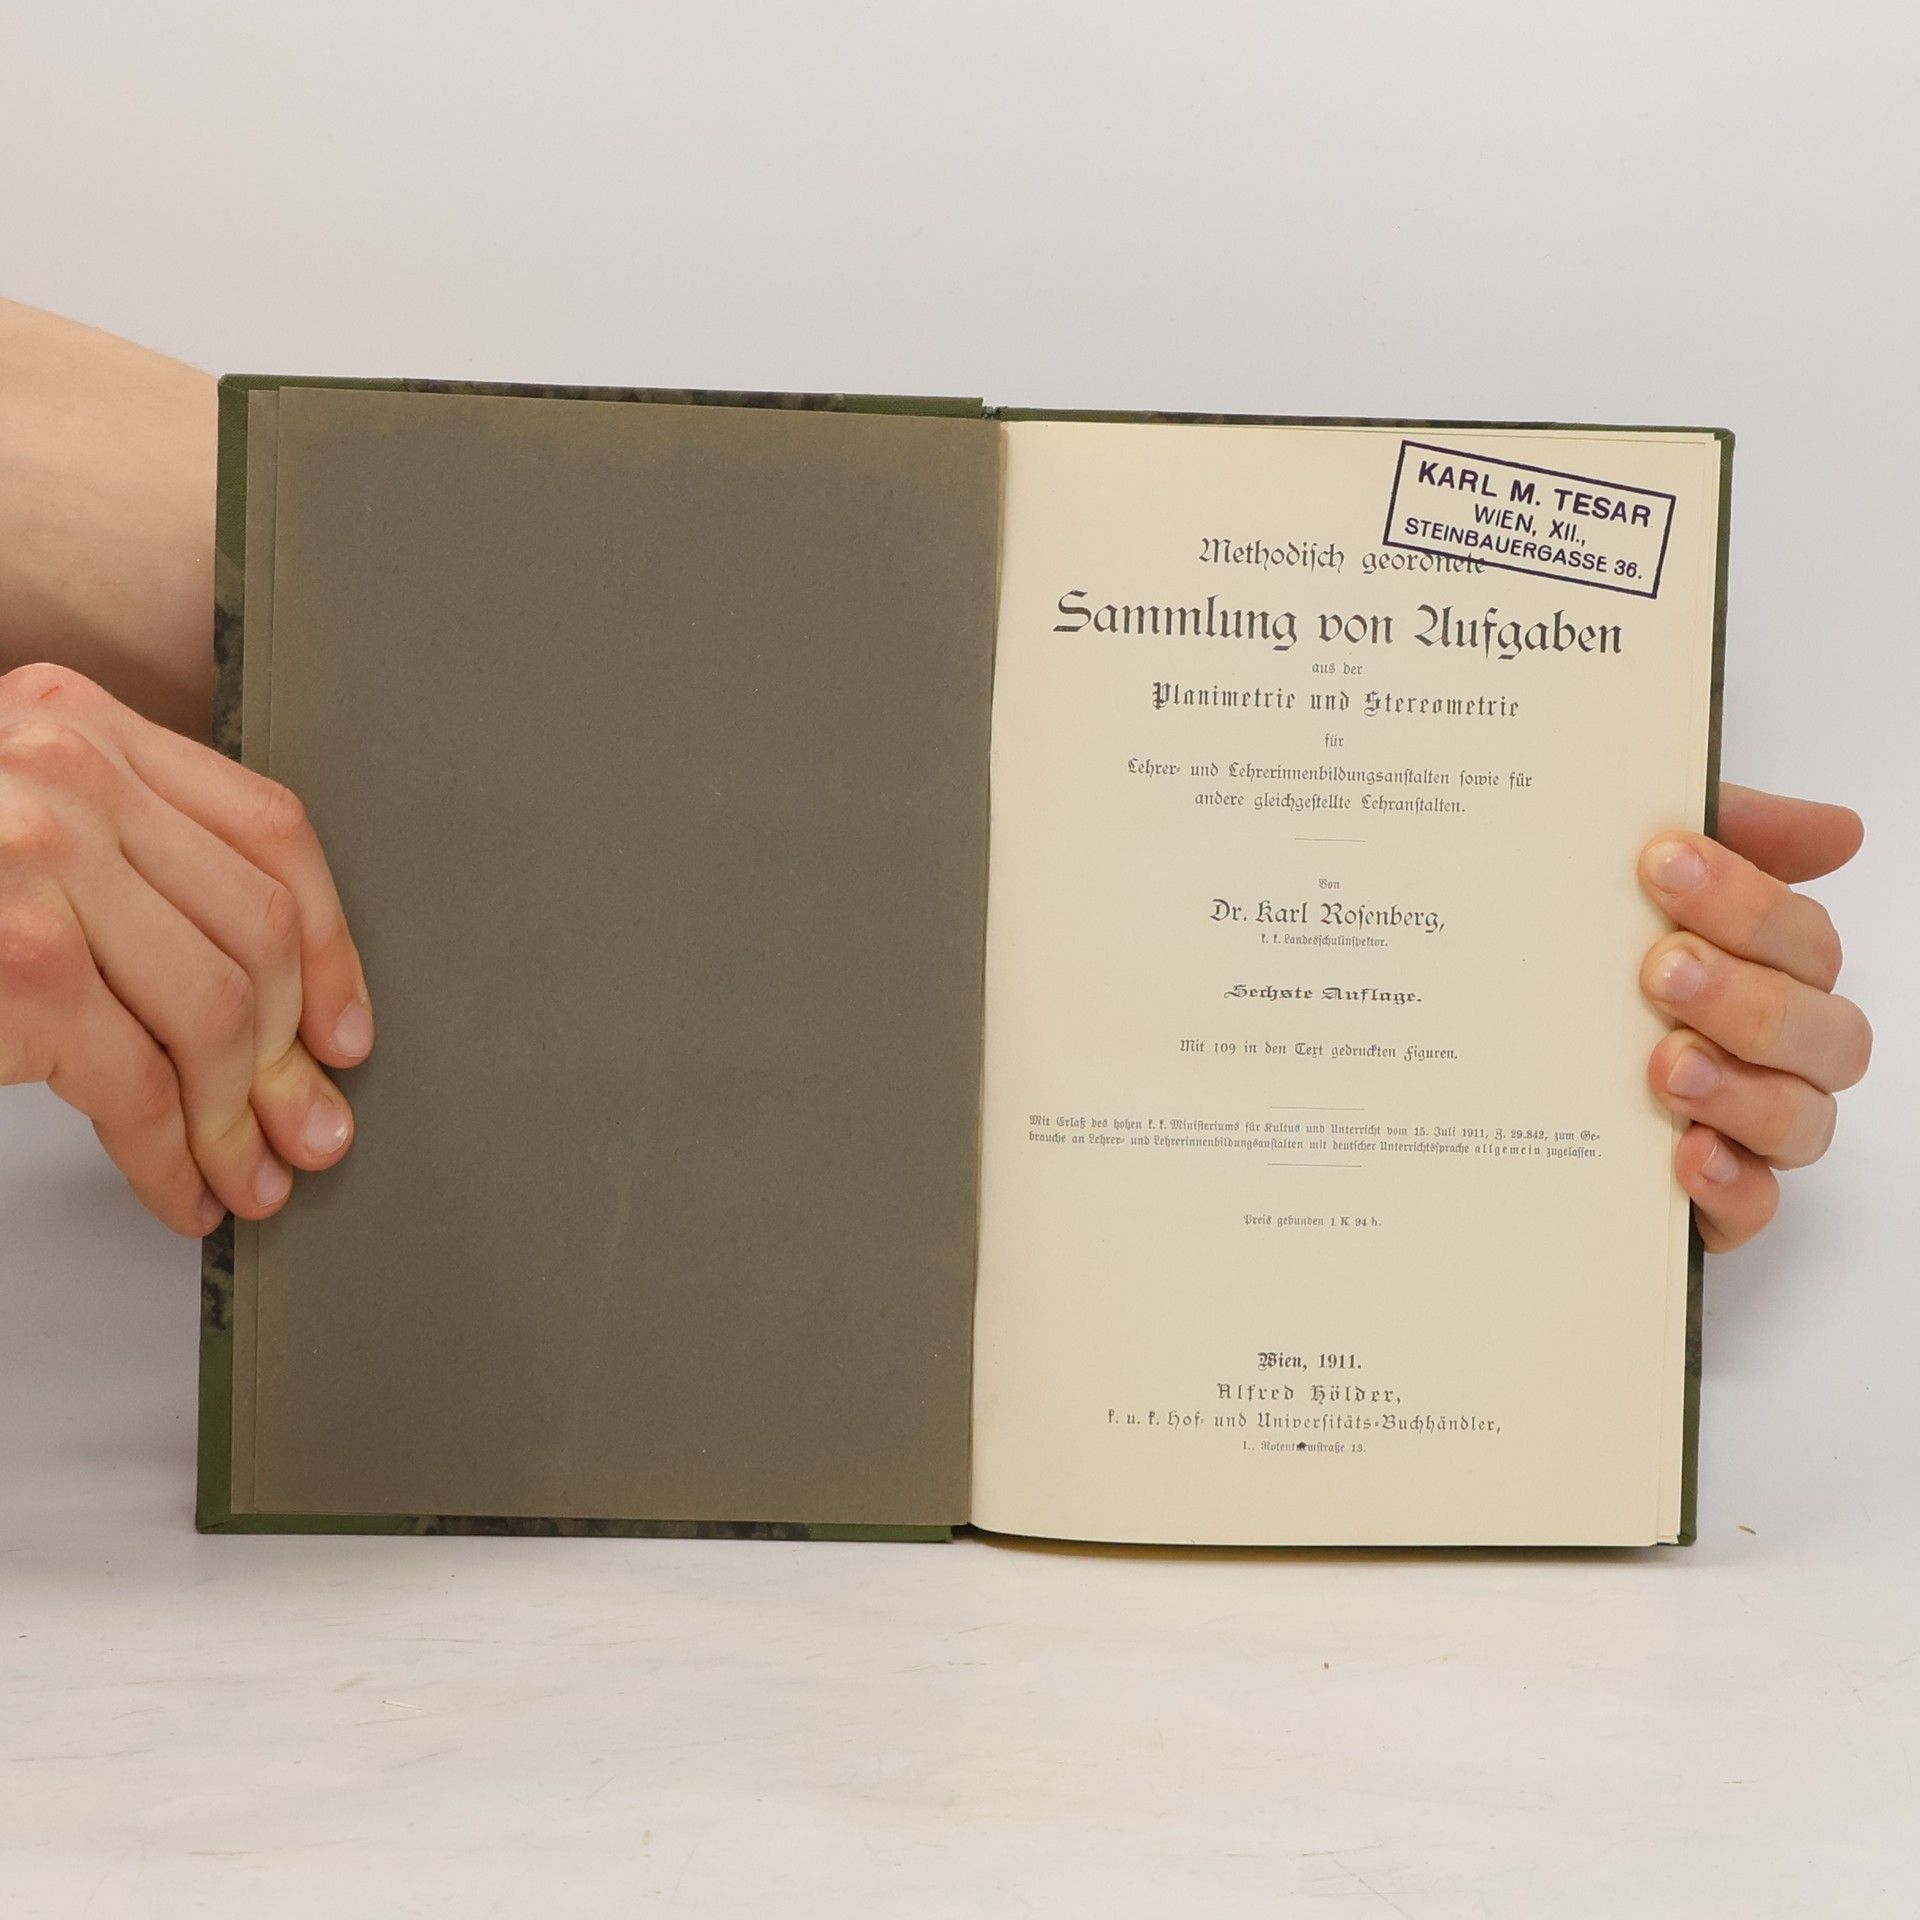 KARL M. TESAR
WIEN, XII.,
STEINBAUERGASSE 36.
Methodiſch geordnete
Sammlung von Aufgaben
aus der
Planimetrie und Stereometrie
für
Lehrer- und Lehrerinnenbildungsanſtalten ſowie für
andere gleichgeſtellte Lehranſtalten.
Von
Dr. Karl Roſenberg,
k. k. Landesſchulinſpektor.
Sechste Auflage.
Mit 109 in den Text gedruckten Figuren.
Mit Erlaß des hohen k. k. Miniſteriums für Kultus und Unterricht vom 15. Juli 1911, Z. 29.842, zum Ge-
brauche an Lehrer- und Lehrerinnenbildungsanſtalten mit deutſcher Unterrichtsſprache allgemein zugelaſſen.
Preis gebunden 1 K 94 h.
Wien, 1911.
Alfred Hölder,
k. u. k. Hof- und Univerſitäts-Buchhändler,
I., Rotenturmſtraße 13.